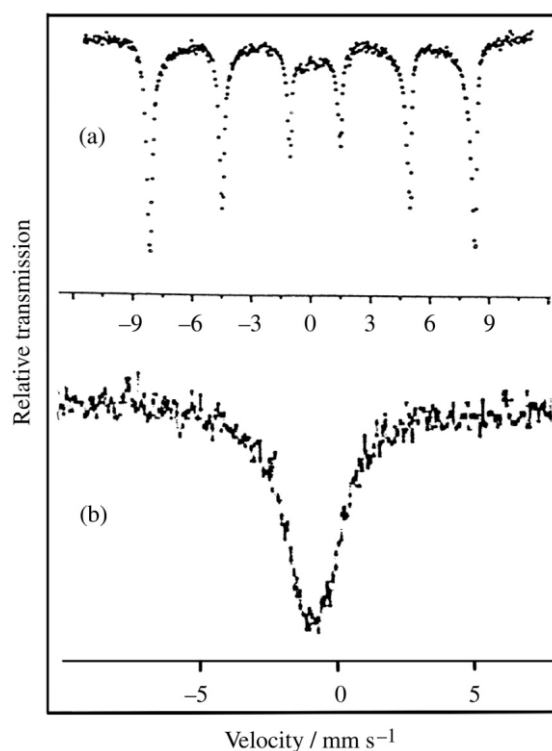 (a)
–9 –6 –3 0 3 6 9
Relative transmission
(b)
–5 0 5
Velocity / mm s–1